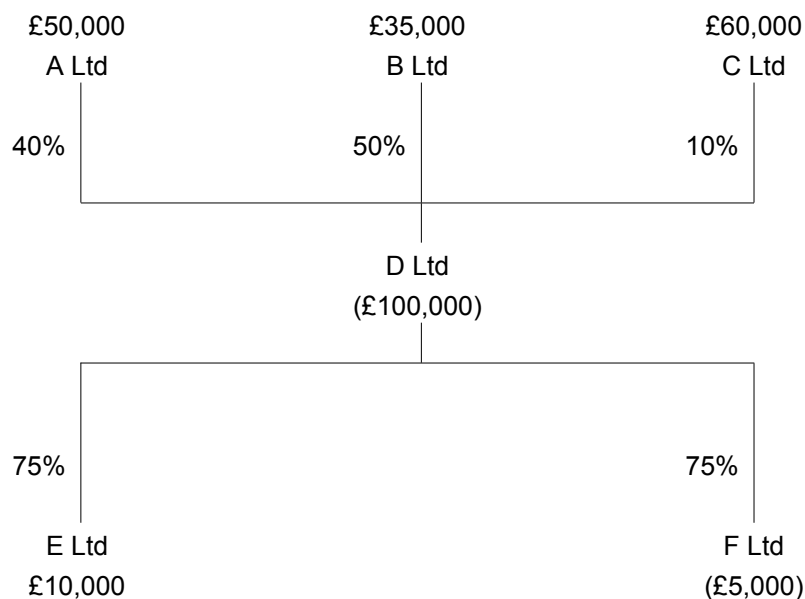 £50,000 £35,000 £60,000
A Ltd B Ltd C Ltd
40% 50% 10%
D Ltd
(£100,000)
75% 75%
E Ltd F Ltd
£10,000 (£5,000)